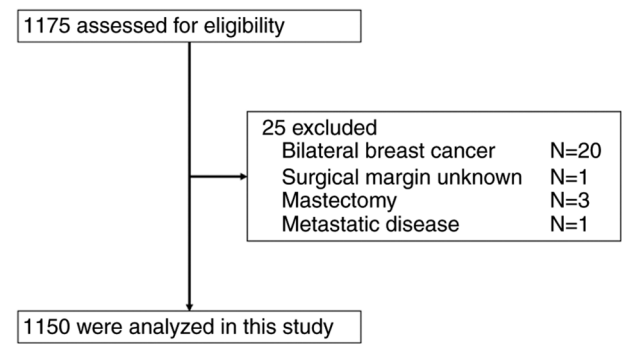 1175 assessed for eligibility
25 excluded
Bilateral breast cancer N=20
Surgical margin unknown N=1
Mastectomy N=3
Metastatic disease N=1
1150 were analyzed in this study